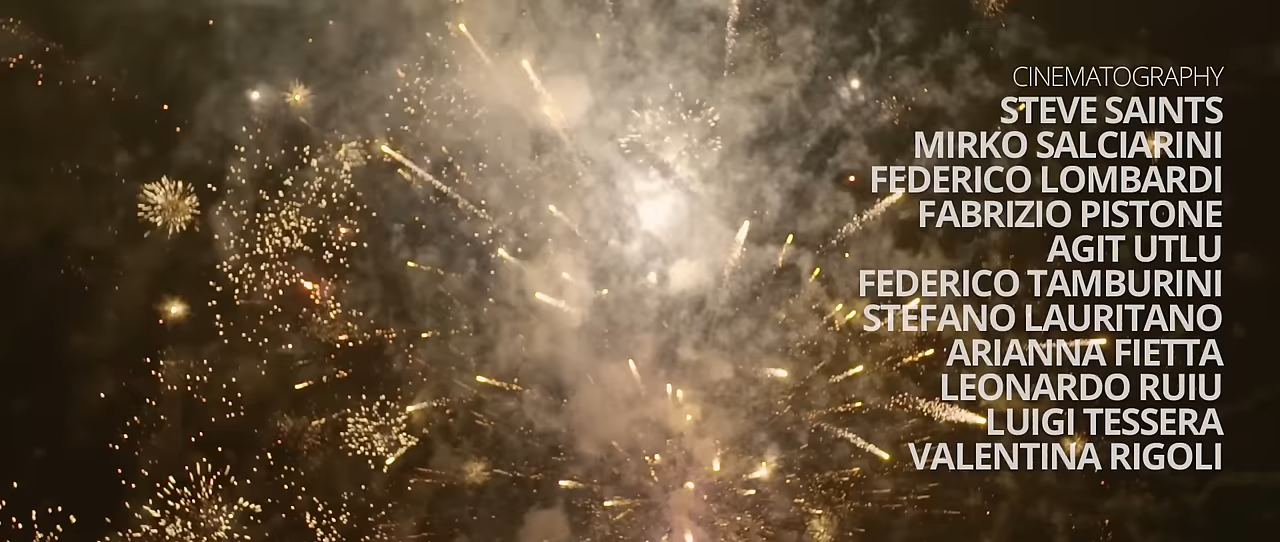 CINEMATOGRAPHY
STEVE SAINTS
MIRKO SALCIARINI
FEDERICO LOMBARDI
FABRIZIO PISTONE
AGIT UTLU
FEDERICO TAMBURINI
STEFANO LAURITANO
ARIANNA FIETTA
LEONARDO RUIU
LUIGI TESSERA
VALENTINA RIGOLI